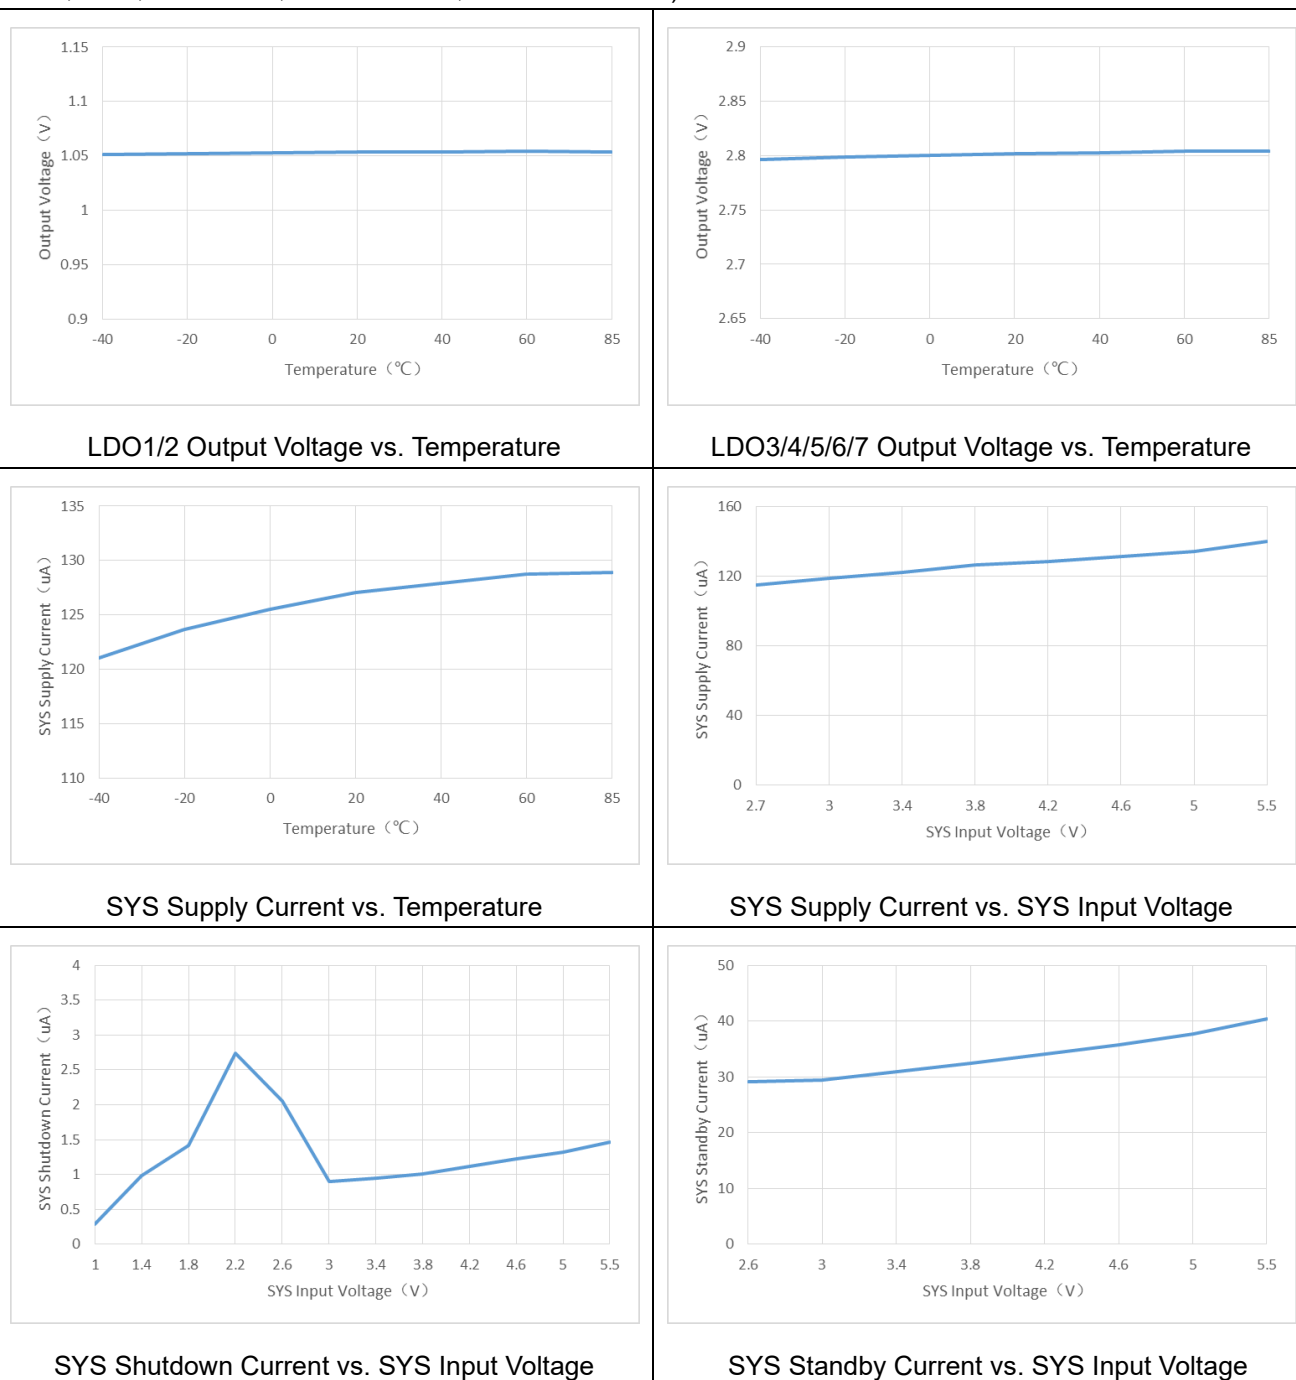 1.15
1.1
1.05
1
0.95
0.9
Output Voltage（V）
-40 -20 0 20 40 60 85
Temperature（℃）
LDO1/2 Output Voltage vs. Temperature
2.9
2.85
2.8
2.75
2.7
2.65
Output Voltage（V）
-40 -20 0 20 40 60 85
Temperature（℃）
LDO3/4/5/6/7 Output Voltage vs. Temperature
135
130
125
120
115
110
SYS Supply Current（uA）
-40 -20 0 20 40 60 85
Temperature（℃）
SYS Supply Current vs. Temperature
160
120
80
40
0
SYS Supply Current（uA）
2.7 3 3.4 3.8 4.2 4.6 5 5.5
SYS Input Voltage（V）
SYS Supply Current vs. SYS Input Voltage
4
3.5
3
2.5
2
1.5
1
0.5
0
SYS Shutdown Current（uA）
1 1.4 1.8 2.2 2.6 3 3.4 3.8 4.2 4.6 5 5.5
SYS Input Voltage（V）
SYS Shutdown Current vs. SYS Input Voltage
50
40
30
20
10
0
SYS Standby Current（uA）
2.6 3 3.4 3.8 4.2 4.6 5 5.5
SYS Input Voltage（V）
SYS Standby Current vs. SYS Input Voltage